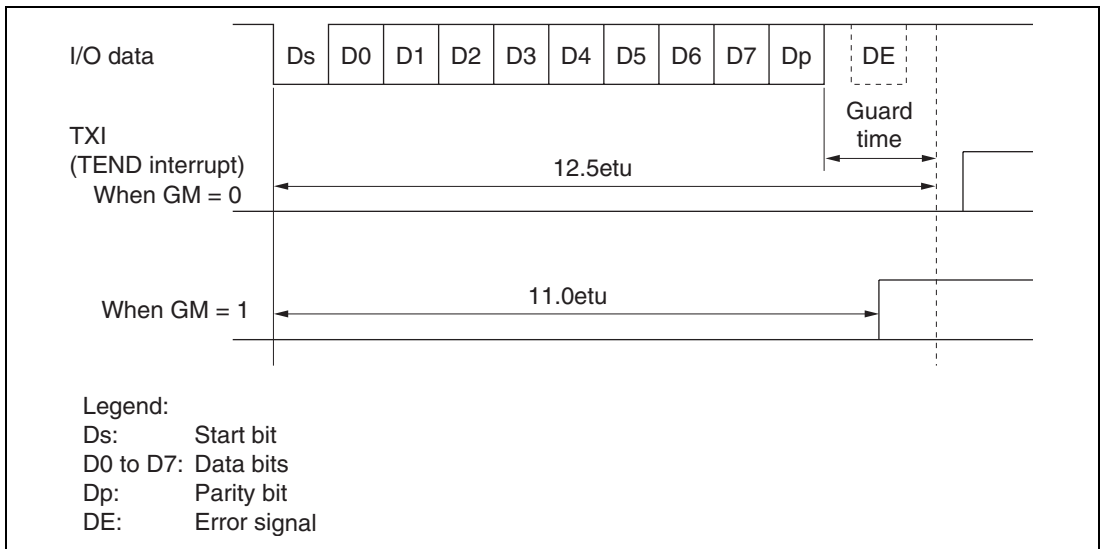 I/O data
Ds D0 D1 D2 D3 D4 D5 D6 D7 Dp DE
Guard
time
TXI
(TEND interrupt)
When GM = 0
12.5etu
When GM = 1
11.0etu
Legend:
Ds: Start bit
D0 to D7: Data bits
Dp: Parity bit
DE: Error signal